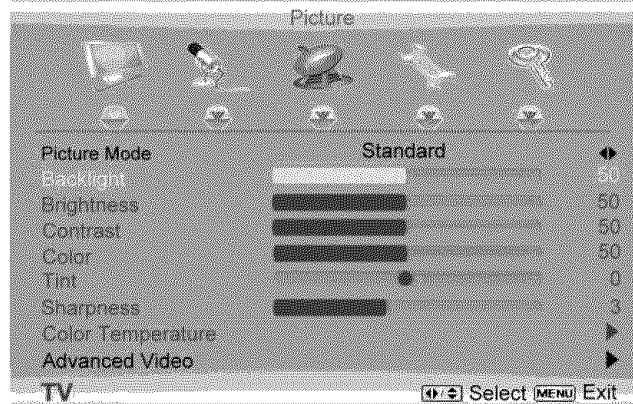 Picture
Picture Mode Standard
Backlight 50
Brightness 50
Contrast 50
Color 50
Tint 0
Sharpness 3
Color Temperature
Advanced Video
TV Select MENU Exit